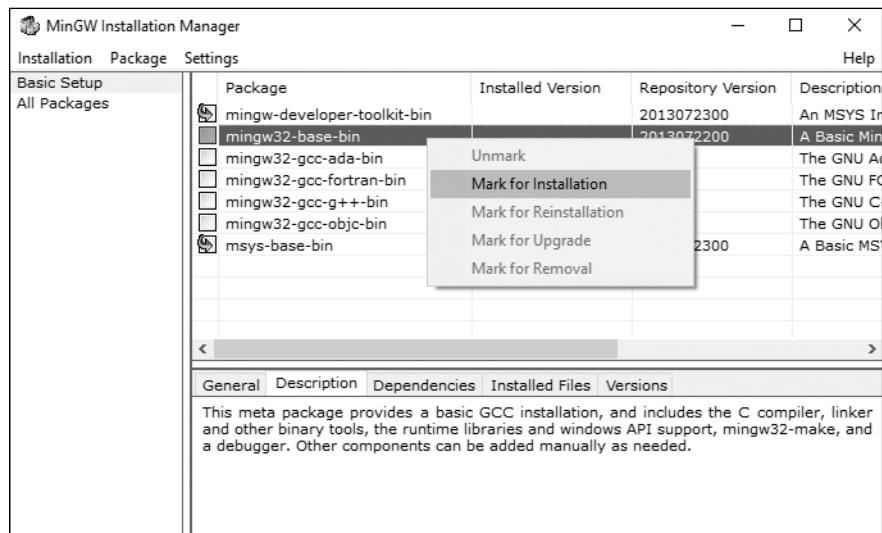 MinGW Installation Manager
Installation Package Settings Help
Basic Setup
All Packages
Package Installed Version Repository Version Description
mingw-developer-toolkit-bin 2013072300 An MSYS In
mingw32-base-bin 2013072200 A Basic Min
mingw32-gcc-ada-bin The GNU Ad
mingw32-gcc-fortran-bin The GNU FO
mingw32-gcc-g++-bin The GNU C
mingw32-gcc-objc-bin The GNU O
msys-base-bin 2300 A Basic MS
Unmark
Mark for Installation
Mark for Reinstallation
Mark for Upgrade
Mark for Removal
General Description Dependencies Installed Files Versions
This meta package provides a basic GCC installation, and includes the C compiler, linker
and other binary tools, the runtime libraries and windows API support, mingw32-make, and
a debugger. Other components can be added manually as needed.